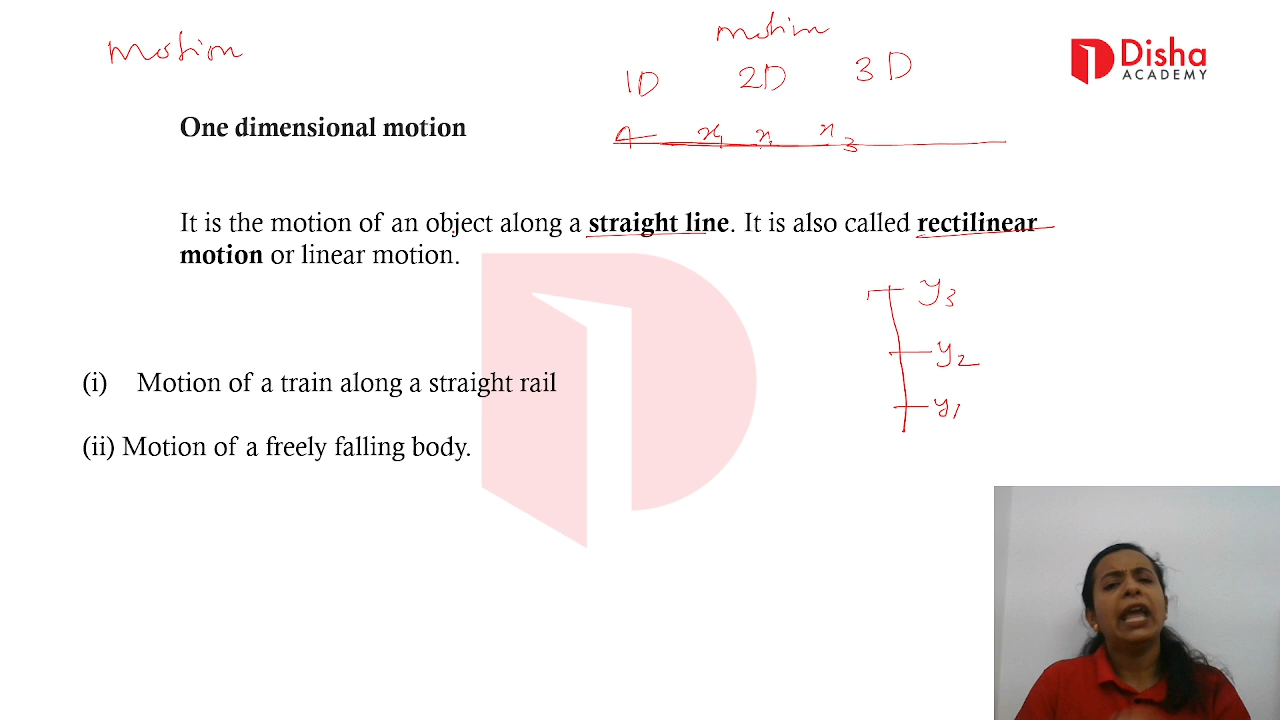 motion
motion
Disha
ACADEMY
1D 2D 3D
One dimensional motion
A x1 x2 x3
It is the motion of an object along a straight line. It is also called rectilinear
motion or linear motion.
y3
y2
(i) Motion of a train along a straight rail
y1
(ii) Motion of a freely falling body.